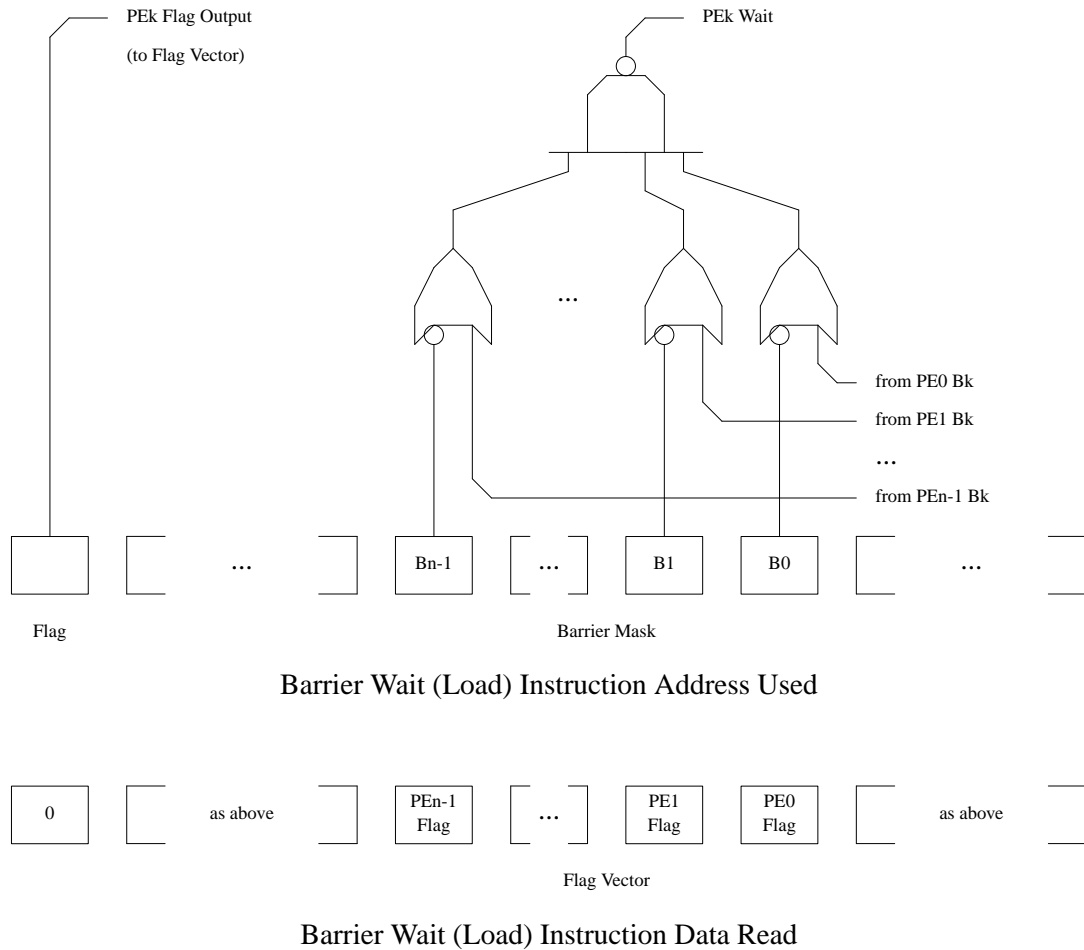 PEk Flag Output
PEk Wait
(to Flag Vector)
...
from PE0 Bk
from PE1 Bk
...
from PEn-1 Bk
... Bn-1 ... B1 B0 ...
Flag
Barrier Mask
Barrier Wait (Load) Instruction Address Used
0 as above PEn-1 Flag ... PE1 Flag PE0 Flag as above
Flag Vector
Barrier Wait (Load) Instruction Data Read